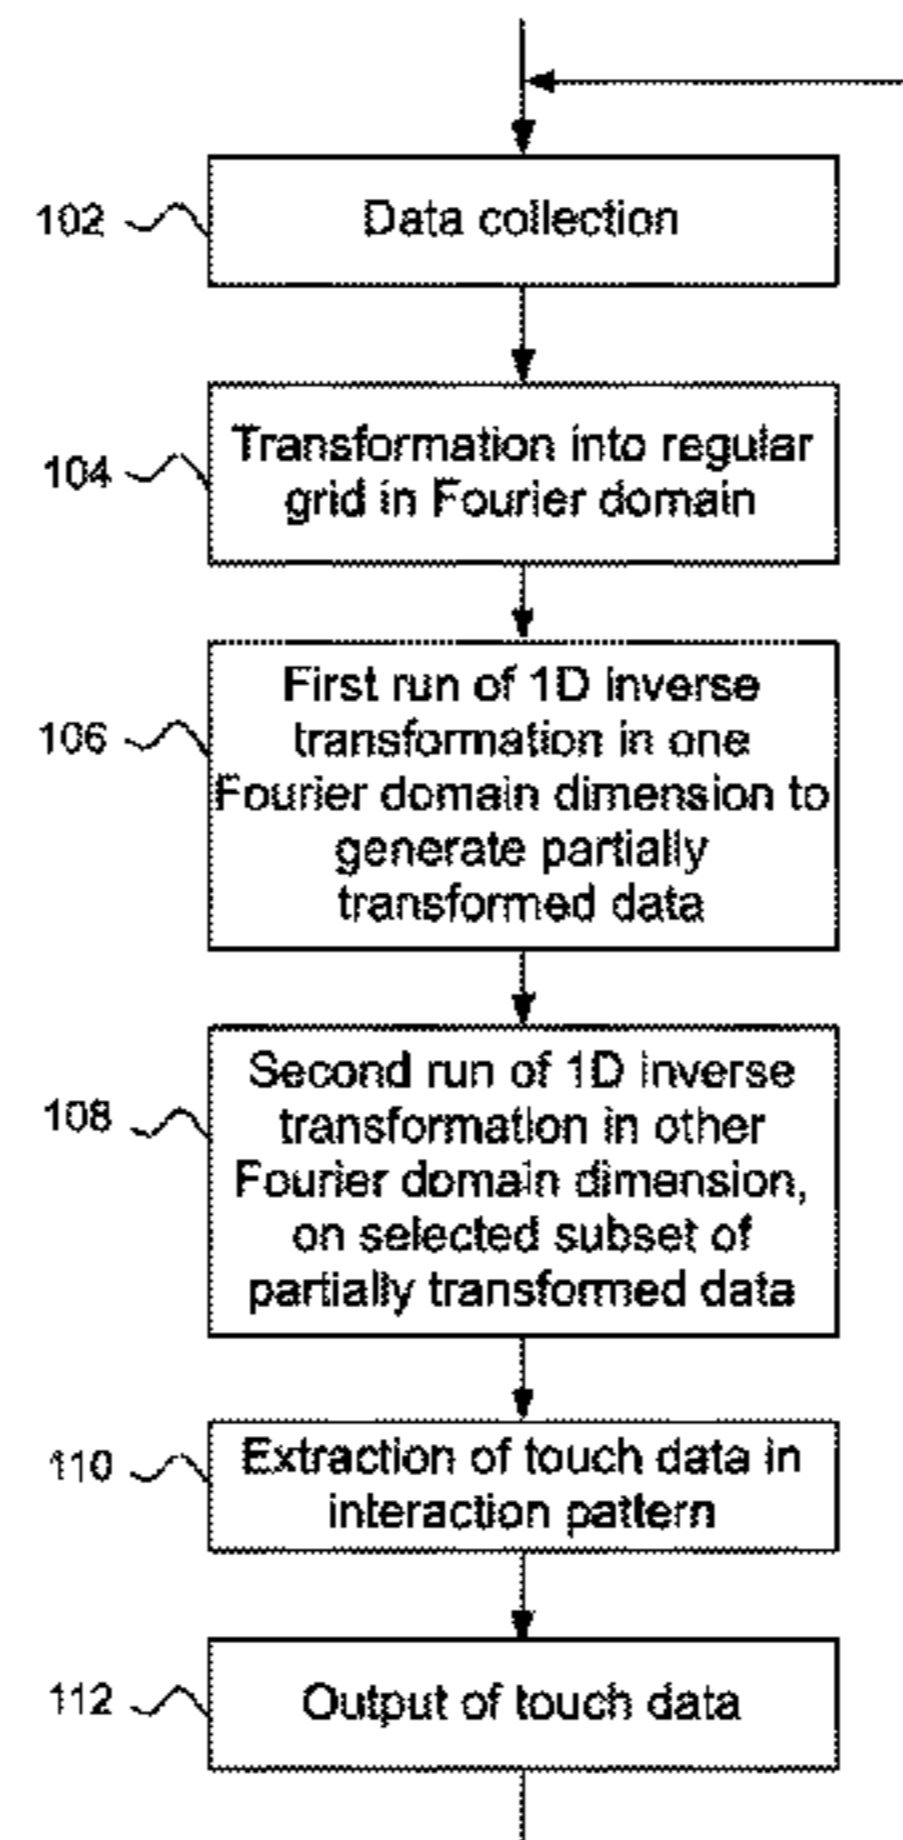 102
Data collection
104
Transformation into regular
grid in Fourier domain
106
First run of 1D inverse
transformation in one
Fourier domain dimension to
generate partially
transformed data
108
Second run of 1D inverse
transformation in other
Fourier domain dimension,
on selected subset of
partially transformed data
110
Extraction of touch data in
interaction pattern
112
Output of touch data